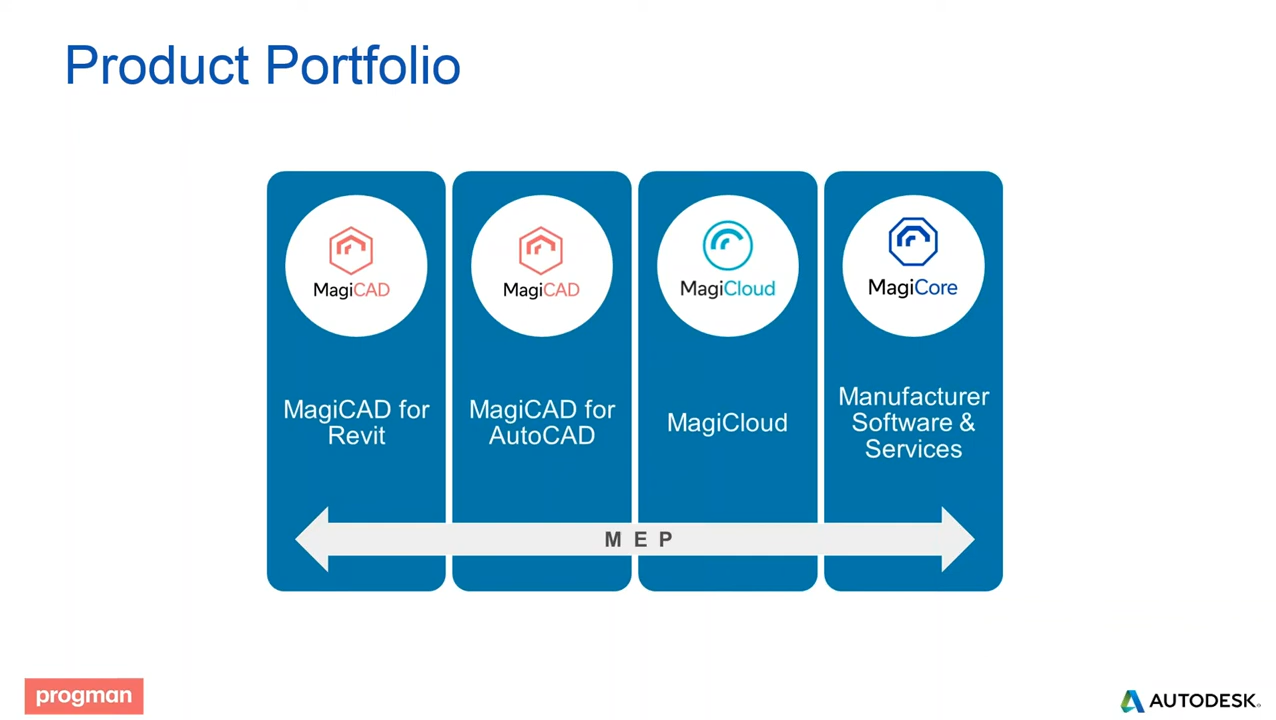 Product Portfolio
MagiCAD
MagiCAD
MagiCloud
MagiCore
MagiCAD for
Revit
MagiCAD for
AutoCAD
MagiCloud
Manufacturer
Software &
Services
M E P
progman
AUTODESK®